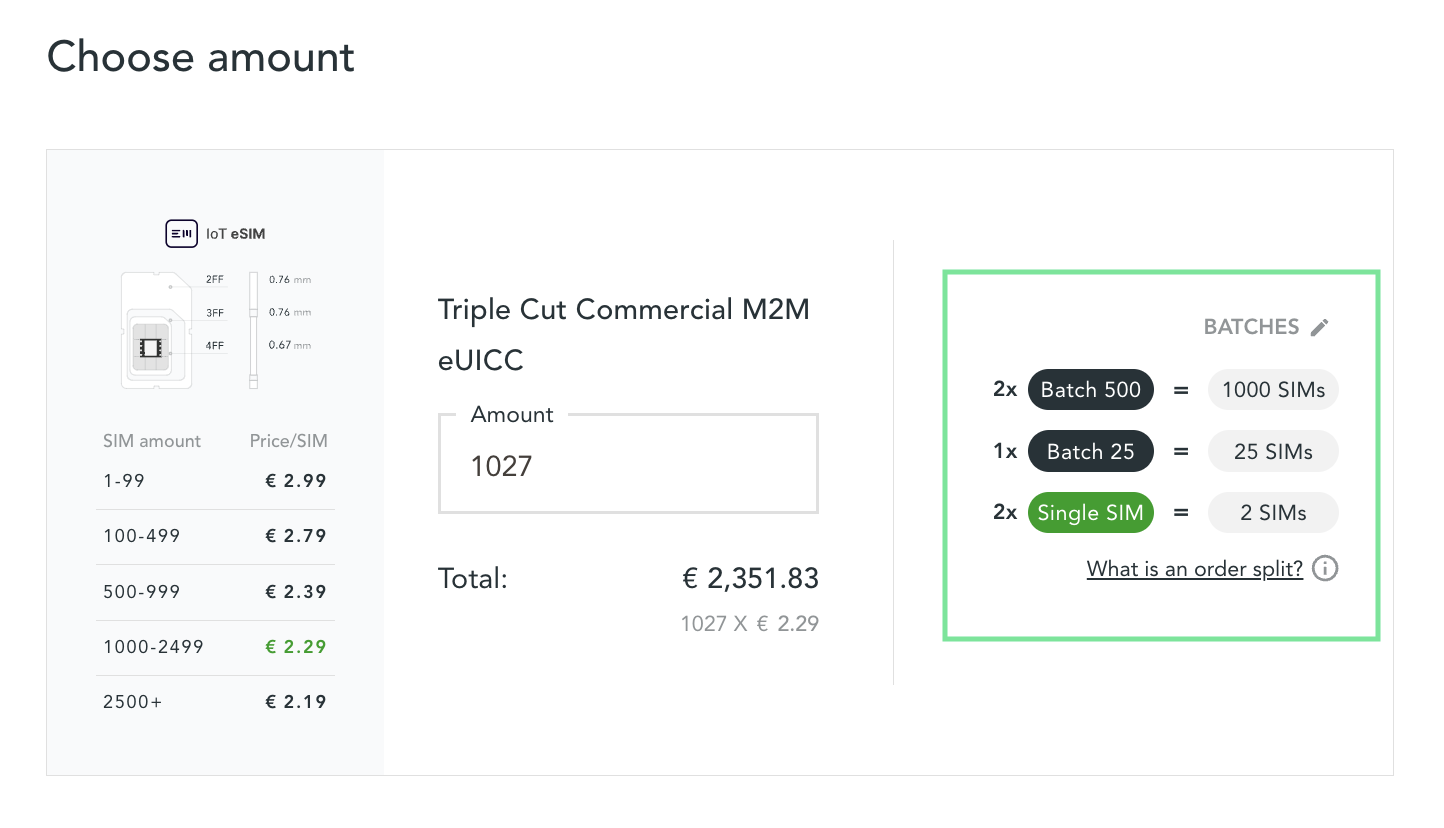 Choose amount
IoT eSIM
2FF 0.76 mm
3FF 0.76 mm
4FF 0.67 mm
SIM amount Price/SIM
1-99 € 2.99
100-499 € 2.79
500-999 € 2.39
1000-2499 € 2.29
2500+ € 2.19
Triple Cut Commercial M2M
eUICC
Amount
1027
Total: € 2,351.83
1027 X € 2.29
BATCHES
2x Batch 500 = 1000 SIMs
1x Batch 25 = 25 SIMs
2x Single SIM = 2 SIMs
What is an order split?